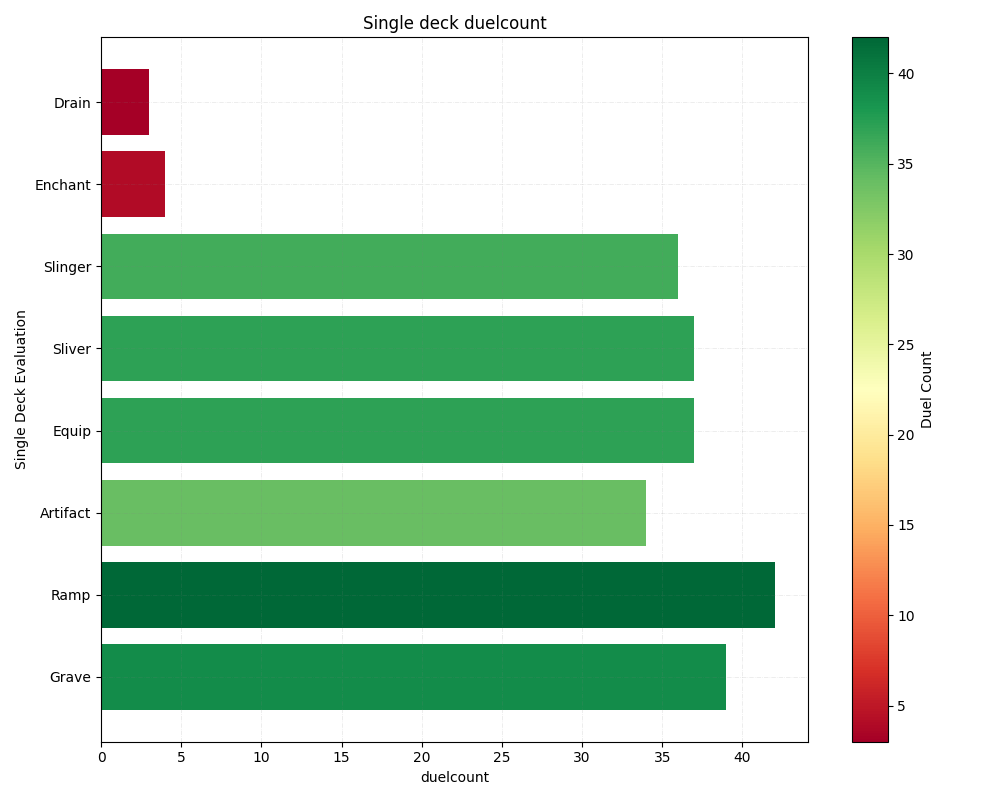 Single deck duelcount
Single Deck Evaluation
Drain
Enchant
Slinger
Sliver
Equip
Artifact
Ramp
Grave
0 5 10 15 20 25 30 35 40
duelcount
40
35
30
25
20
15
10
5
Duel Count